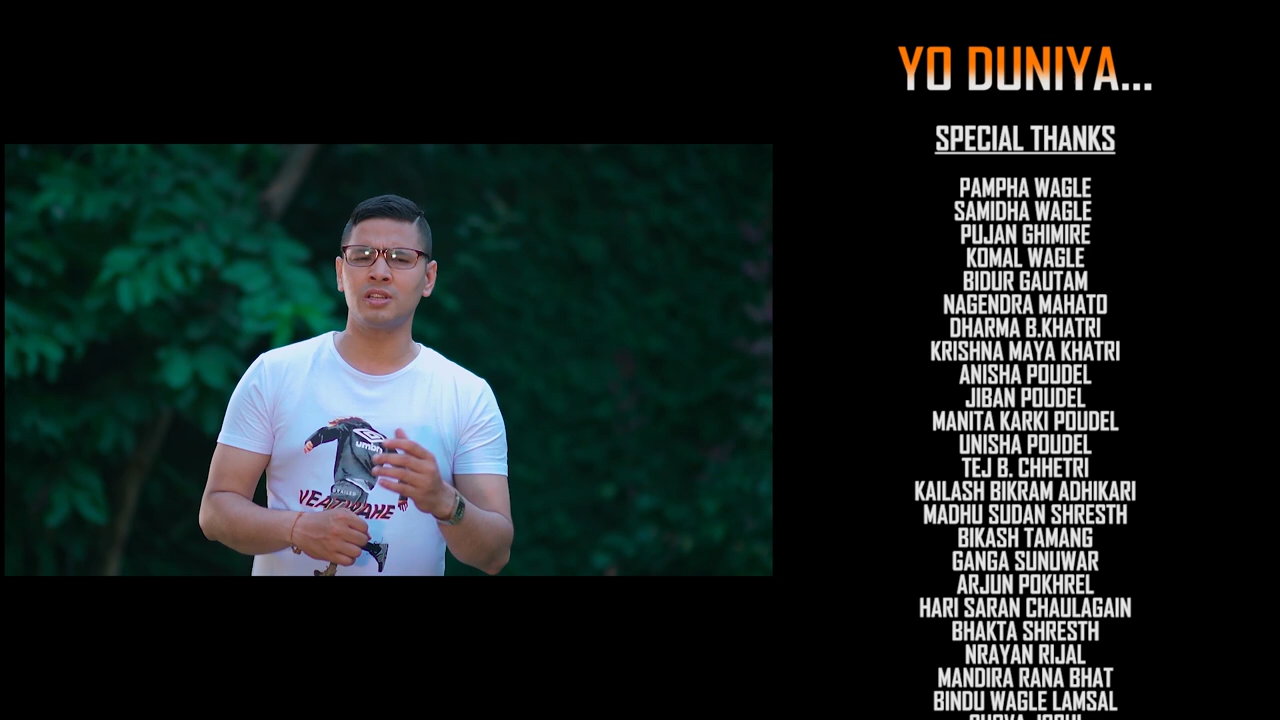 YO DUNIYA...
SPECIAL THANKS
PAMPHA WAGLE
SAMIDHA WAGLE
PUJAN GHIMIRE
KOMAL WAGLE
BIDUR GAUTAM
NAGENDRA MAHATO
DHARMA B.KHATRI
KRISHNA MAYA KHATRI
ANISHA POUDEL
JIBAN POUDEL
MANITA KARKI POUDEL
UNISHA POUDEL
TEJ B. CHHETRI
KAILASH BIKRAM ADHIKARI
MADHU SUDAN SHRESTH
BIKASH TAMANG
GANGA SUNUWAR
ARJUN POKHREL
HARI SARAN CHAULAGAIN
BHAKTA SHRESTH
NRAYAN RIJAL
MANDIRA RANA BHAT
BINDU WAGLE LAMSAL